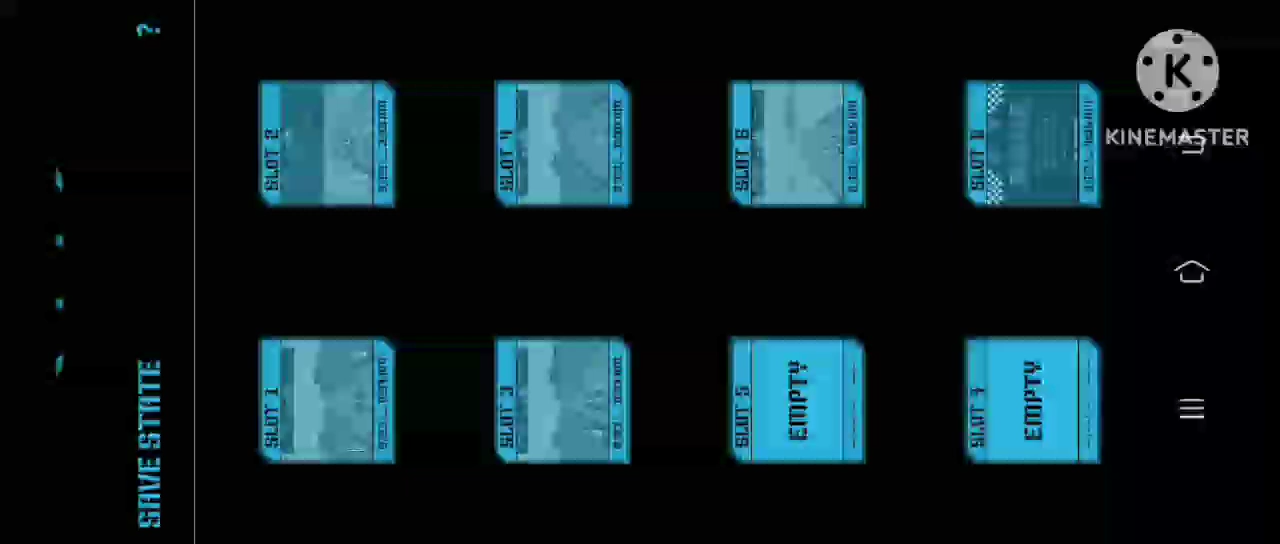 SAVE STATE
?
SLOT 1
SLOT 2
SLOT 3
SLOT 4
SLOT 5
EMPTY
SLOT 6
SLOT 7
EMPTY
SLOT 8
K
KINEMASTER